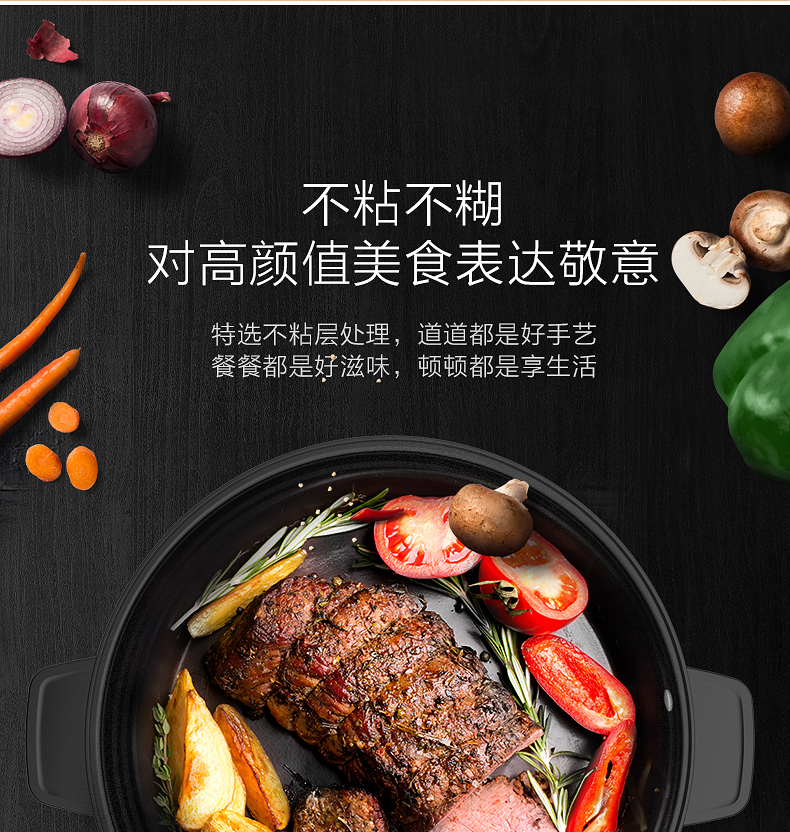 不粘不糊
对高颜值美食表达敬意
特选不粘层处理，道道都是好手艺
餐餐都是好滋味，顿顿都是享生活